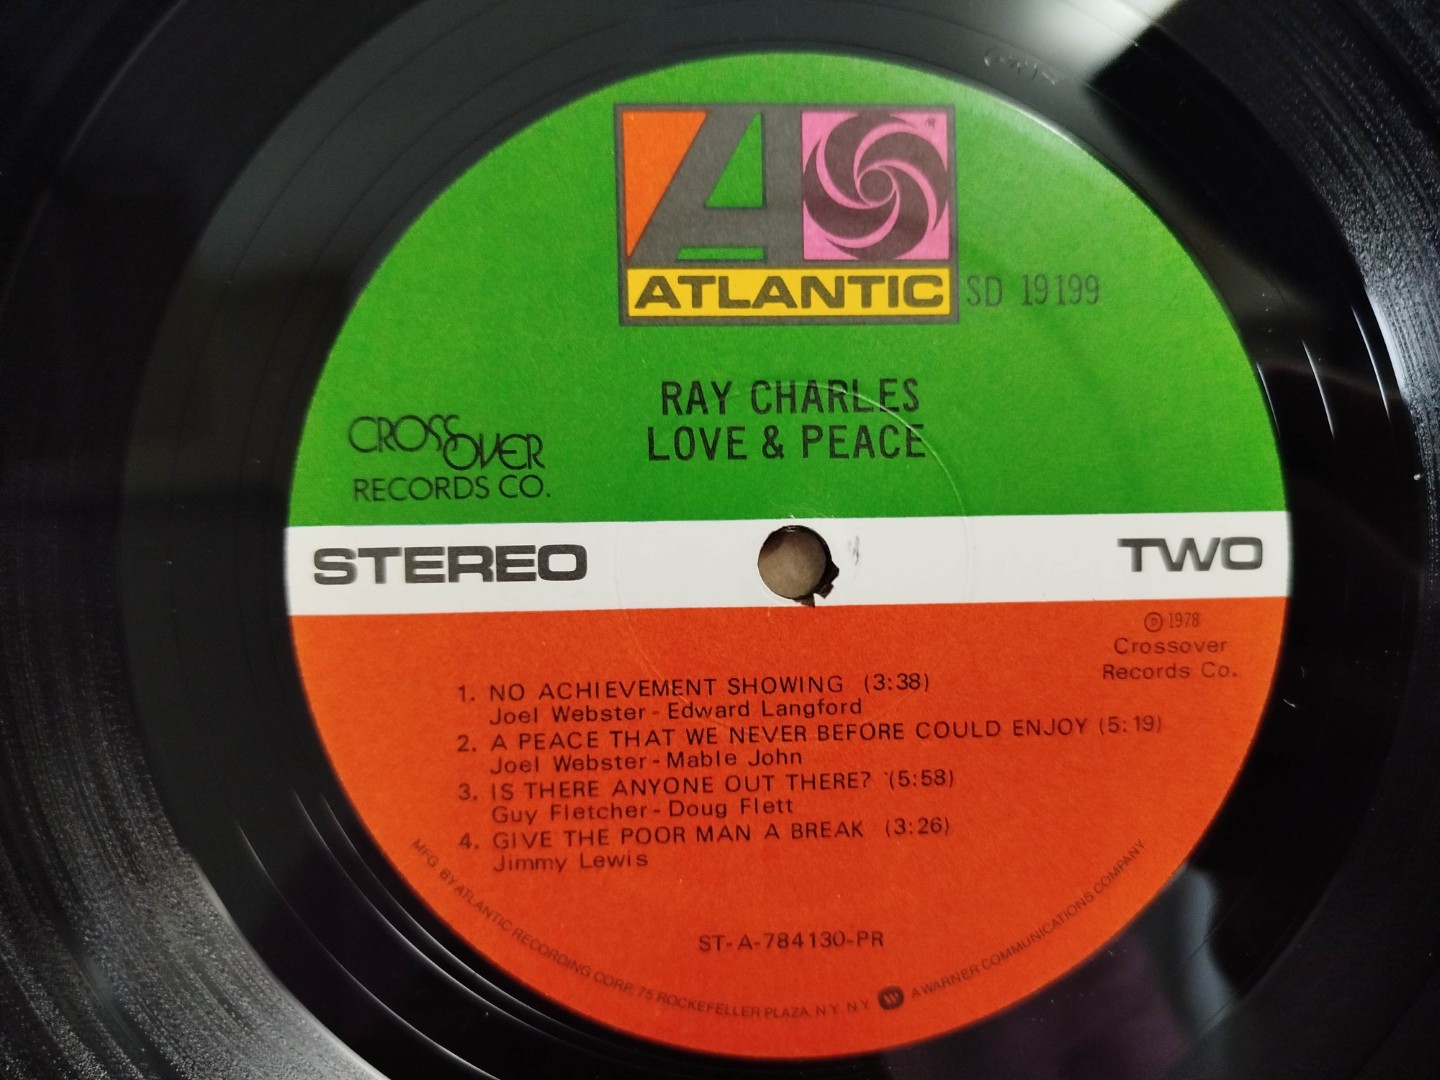 ATLANTIC
SD 19199
RAY CHARLES
LOVE & PEACE
CROSSOVER
RECORDS CO.
STEREO
TWO
℗ 1978
Crossover
Records Co.
1. NO ACHIEVEMENT SHOWING (3:38)
Joel Webster - Edward Langford
2. A PEACE THAT WE NEVER BEFORE COULD ENJOY (5:19)
Joel Webster - Mable John
3. IS THERE ANYONE OUT THERE? (5:58)
Guy Fletcher - Doug Flett
4. GIVE THE POOR MAN A BREAK (3:26)
Jimmy Lewis
ST-A-784130-PR
MFG BY ATLANTIC RECORDING CORP, 75 ROCKEFELLER PLAZA, N.Y. N.Y. A WARNER COMMUNICATIONS COMPANY